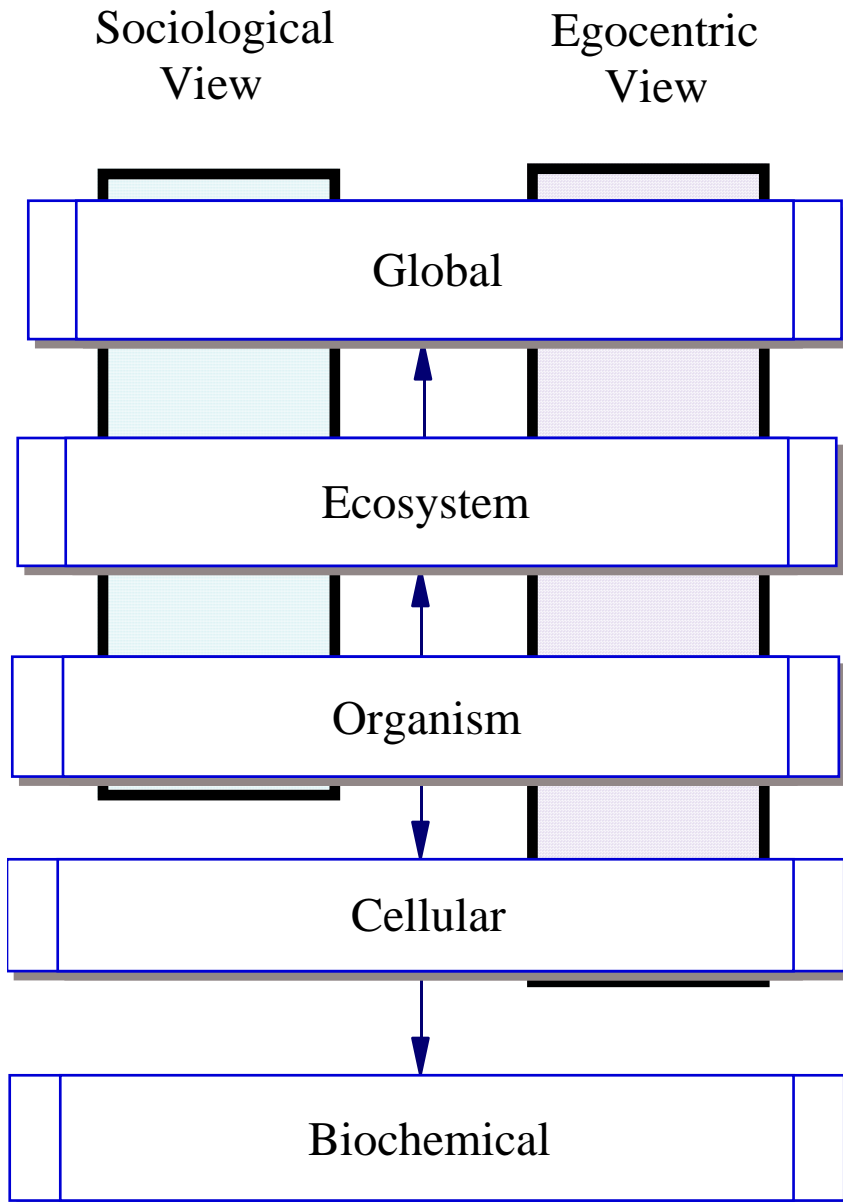 Sociological
View
Egocentric
View
Global
Ecosystem
Organism
Cellular
Biochemical